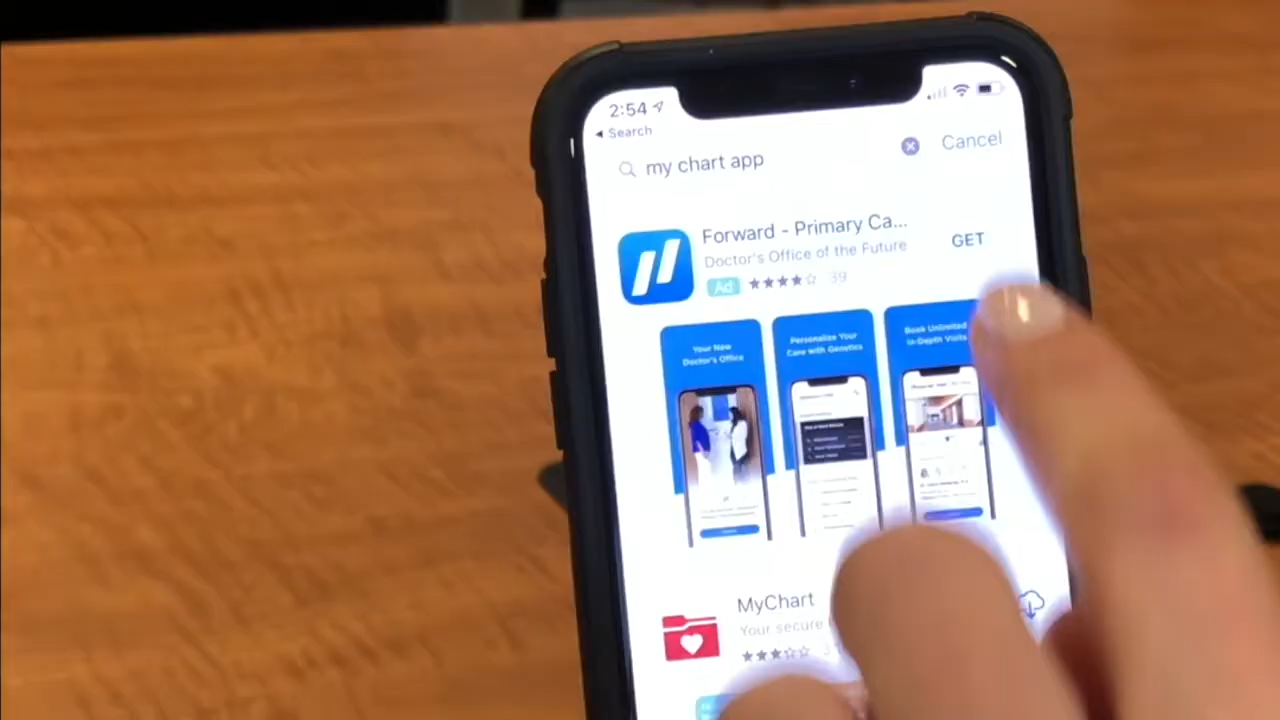 2:54
Search
my chart app
Cancel
Forward - Primary Ca...
Doctor's Office of the Future
GET
Ad
39
Your New
Doctor's Office
Personalize Your
Care with Genetics
Book Unlimited
In-Depth Visits
MyChart
Your secure